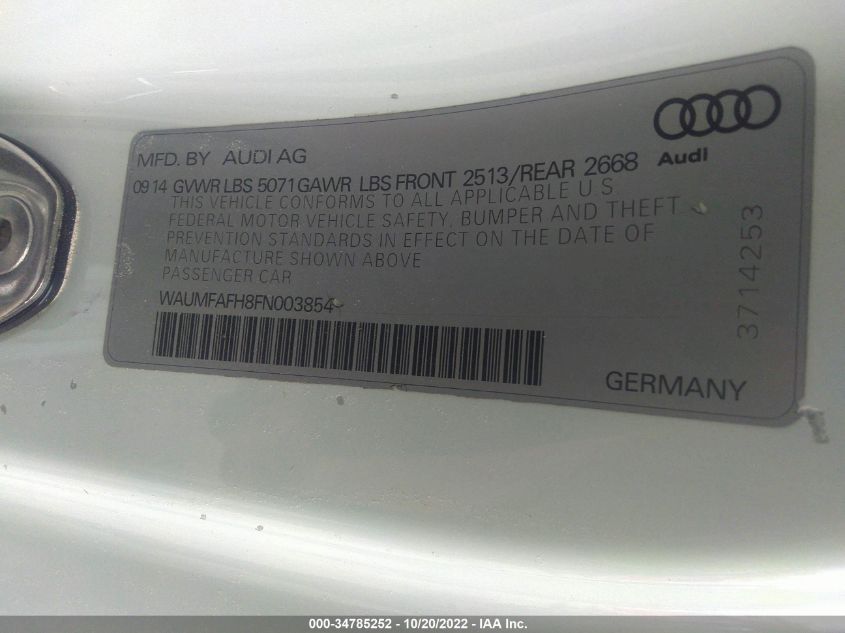 MFD. BY AUDI AG
Audi
0914 GVWR LBS 5071 GAWR LBS FRONT 2513/REAR 2668
THIS VEHICLE CONFORMS TO ALL APPLICABLE U.S.
FEDERAL MOTOR VEHICLE SAFETY, BUMPER AND THEFT
PREVENTION STANDARDS IN EFFECT ON THE DATE OF
MANUFACTURE SHOWN ABOVE
PASSENGER CAR
WAUMFAFH8FN003854
3714253
GERMANY
000-34785252 - 10/20/2022 - IAA Inc.